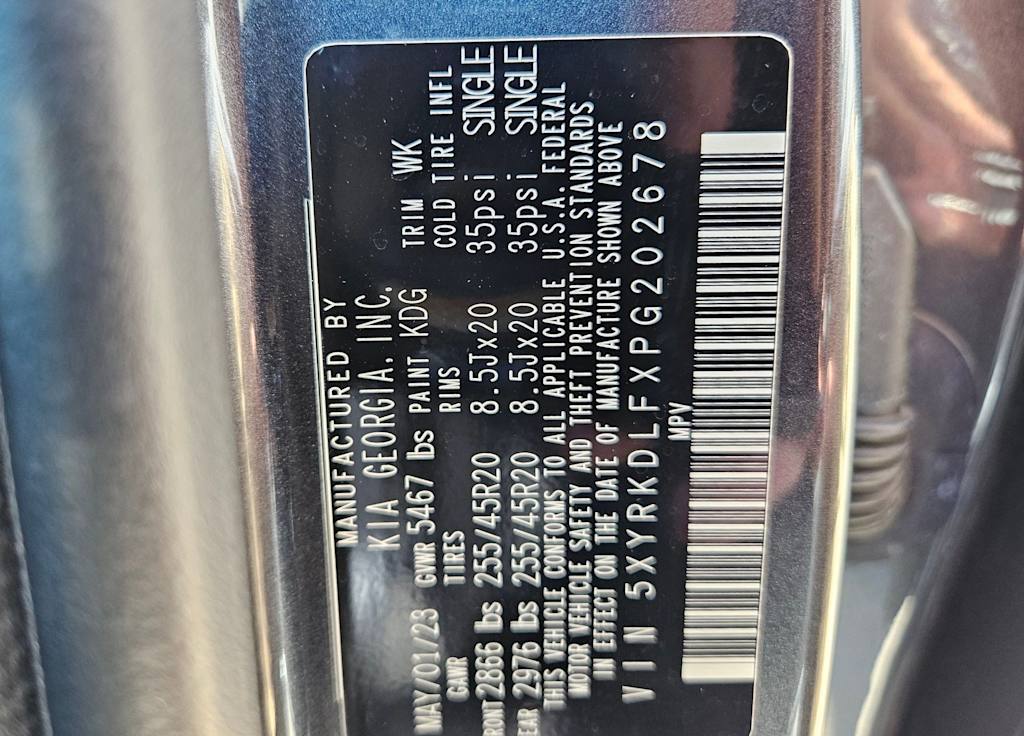 MANUFACTURED BY
KIA GEORGIA, INC.
MAY/01/23 GVWR 5467 lbs PAINT KDG TRIM WK
GAWR TIRES RIMS COLD TIRE INFL
RONT 2866 lbs 255/45R20 8.5Jx20 35psi SINGLE
EAR 2976 lbs 255/45R20 8.5Jx20 35psi SINGLE
THIS VEHICLE CONFORMS TO ALL APPLICABLE U.S.A. FEDERAL
MOTOR VEHICLE SAFETY AND THEFT PREVENTION STANDARDS
IN EFFECT ON THE DATE OF MANUFACTURE SHOWN ABOVE
VIN 5XYRKDLFXPG202678
MPV